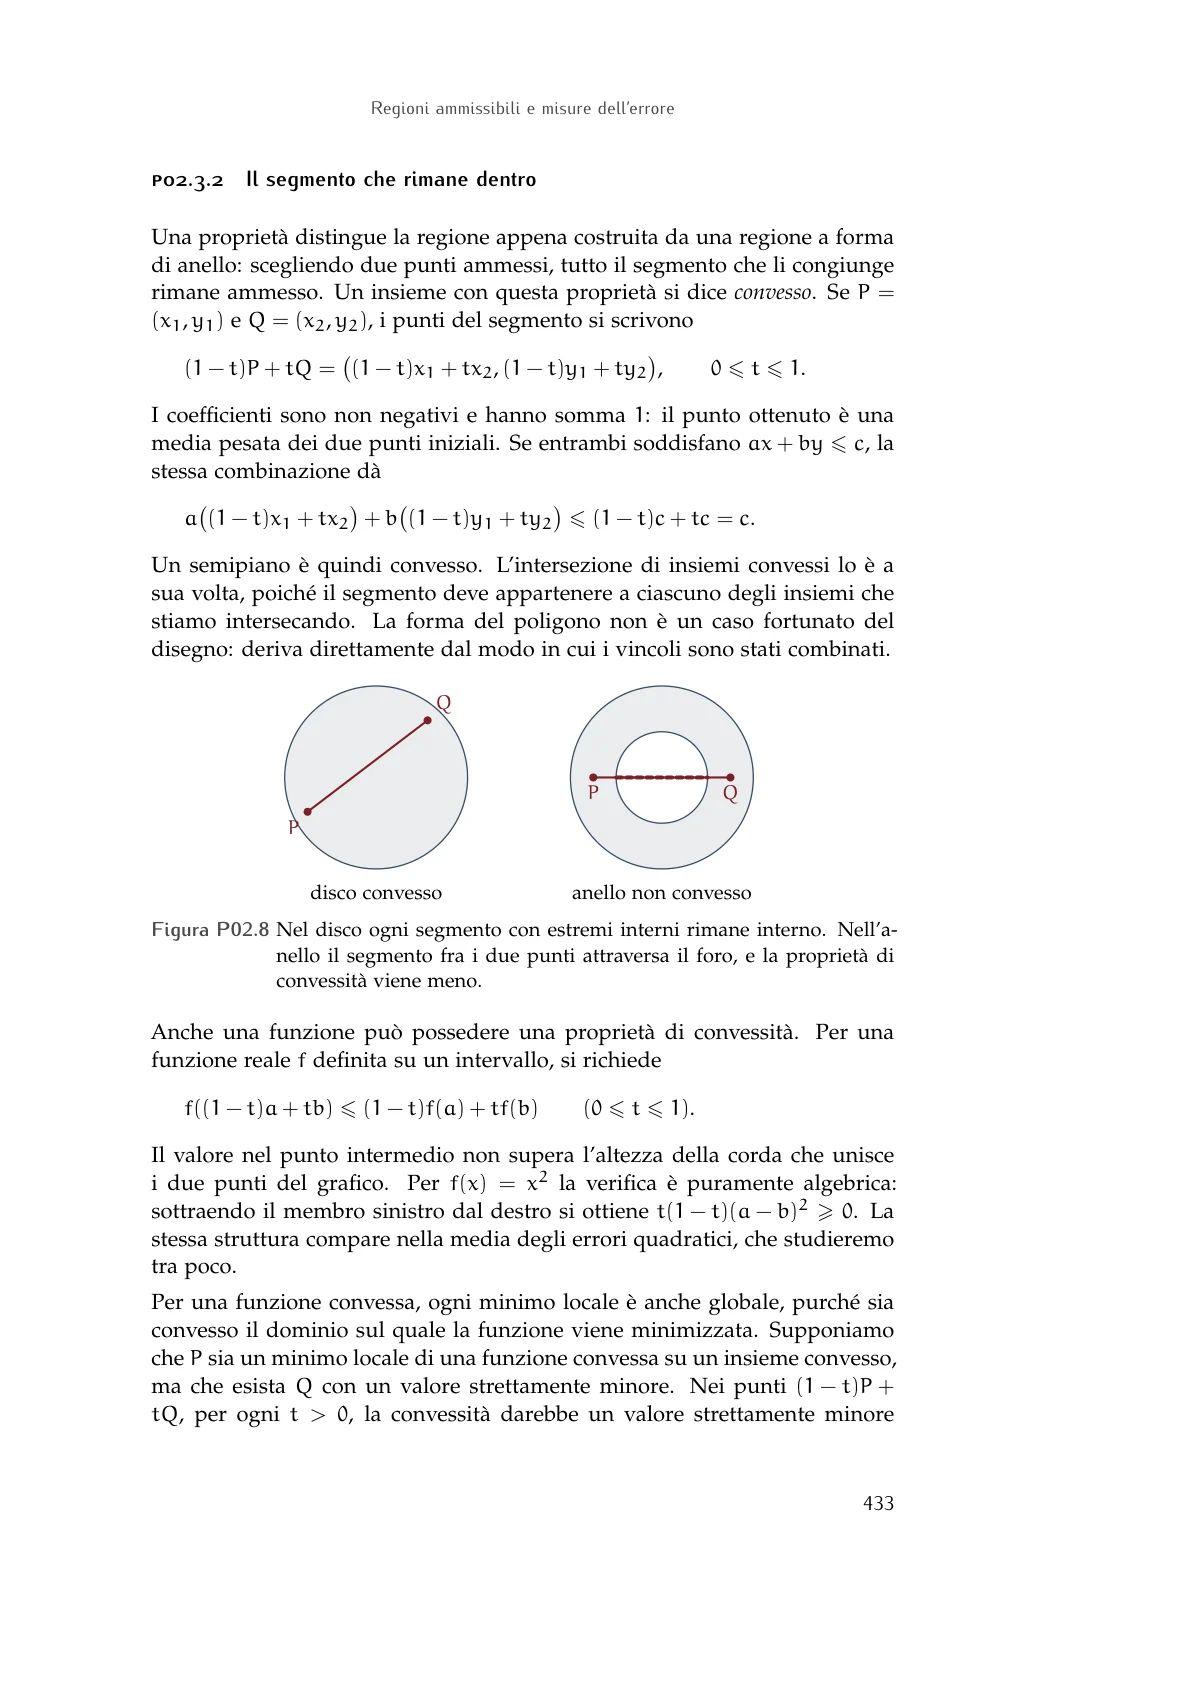 Regioni ammissibili e misure dell'errore
P02.3.2 Il segmento che rimane dentro
Una proprietà distingue la regione appena costruita da una regione a forma
di anello: scegliendo due punti ammessi, tutto il segmento che li congiunge
rimane ammesso. Un insieme con questa proprietà si dice convesso. Se P =
(x₁, y₁) e Q = (x₂, y₂), i punti del segmento si scrivono
(1 − t)P + tQ = ((1 − t)x₁ + tx₂, (1 − t)y₁ + ty₂), 0 ⩽ t ⩽ 1.
I coefficienti sono non negativi e hanno somma 1: il punto ottenuto è una
media pesata dei due punti iniziali. Se entrambi soddisfano ax + by ⩽ c, la
stessa combinazione dà
a((1 − t)x₁ + tx₂) + b((1 − t)y₁ + ty₂) ⩽ (1 − t)c + tc = c.
Un semipiano è quindi convesso. L'intersezione di insiemi convessi lo è a
sua volta, poiché il segmento deve appartenere a ciascuno degli insiemi che
stiamo intersecando. La forma del poligono non è un caso fortunato del
disegno: deriva direttamente dal modo in cui i vincoli sono stati combinati.
Q
P
P
Q
disco convesso
anello non convesso
Figura P02.8 Nel disco ogni segmento con estremi interni rimane interno. Nell'a-
nello il segmento fra i due punti attraversa il foro, e la proprietà di
convessità viene meno.
Anche una funzione può possedere una proprietà di convessità. Per una
funzione reale f definita su un intervallo, si richiede
f((1 − t)a + tb) ⩽ (1 − t)f(a) + tf(b) (0 ⩽ t ⩽ 1).
Il valore nel punto intermedio non supera l'altezza della corda che unisce
i due punti del grafico. Per f(x) = x² la verifica è puramente algebrica:
sottraendo il membro sinistro dal destro si ottiene t(1 − t)(a − b)² ⩾ 0. La
stessa struttura compare nella media degli errori quadratici, che studieremo
tra poco.
Per una funzione convessa, ogni minimo locale è anche globale, purché sia
convesso il dominio sul quale la funzione viene minimizzata. Supponiamo
che P sia un minimo locale di una funzione convessa su un insieme convesso,
ma che esista Q con un valore strettamente minore. Nei punti (1 − t)P +
tQ, per ogni t > 0, la convessità darebbe un valore strettamente minore
433